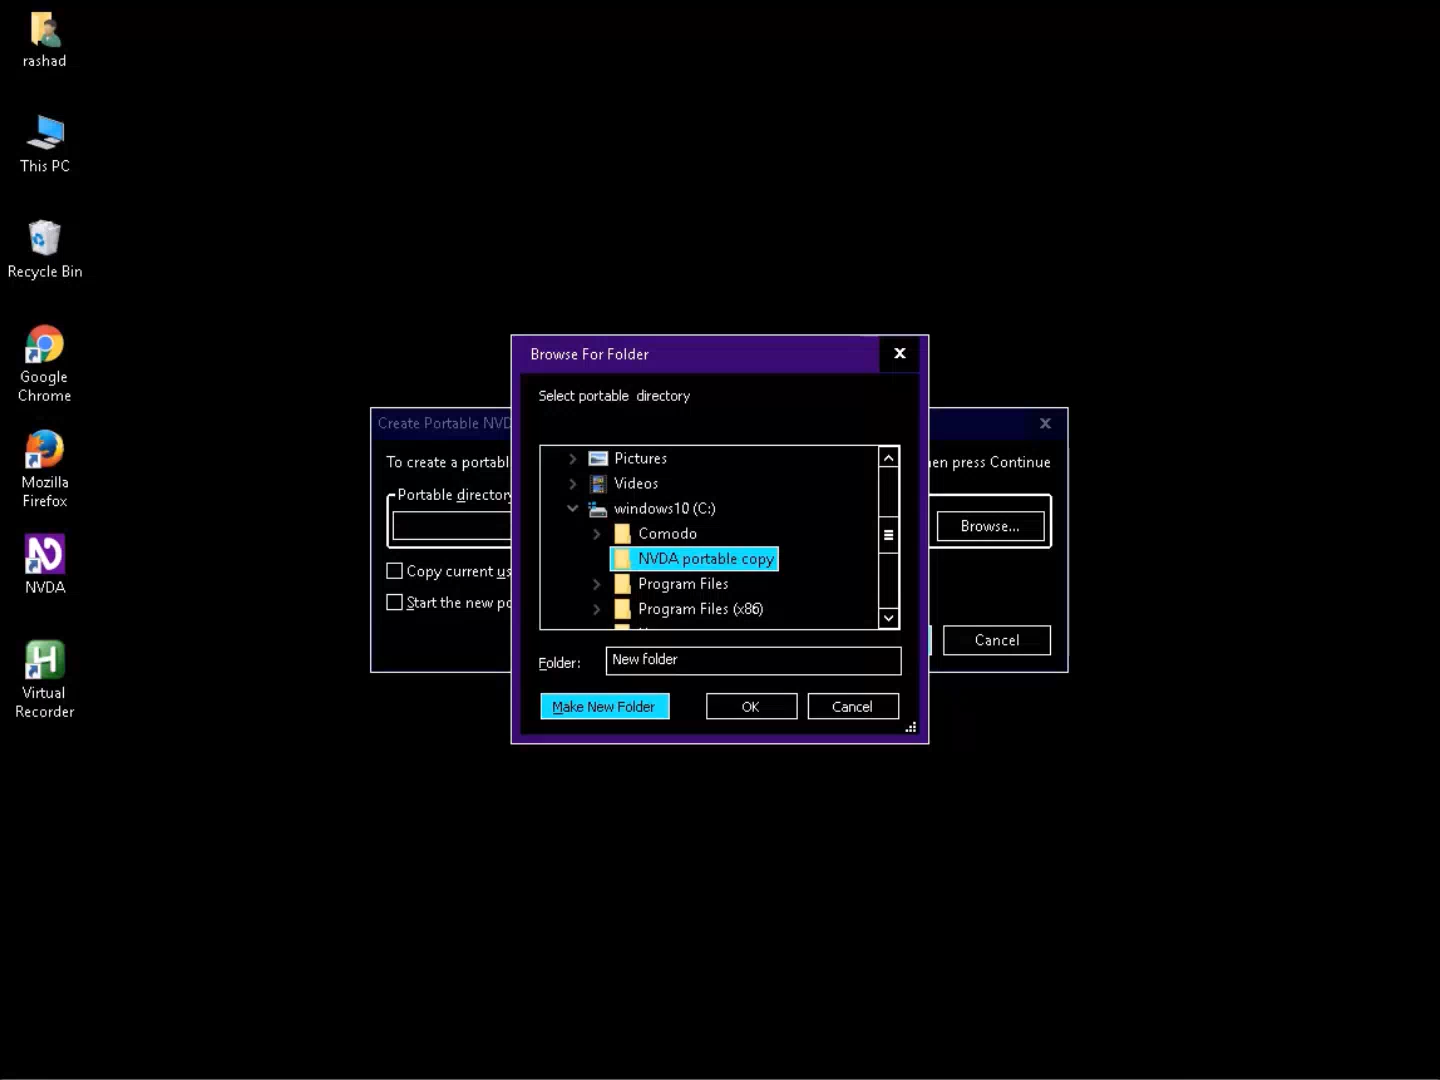 rashad
This PC
Recycle Bin
Google
Chrome
Mozilla
Firefox
NVDA
Virtual
Recorder
Browse For Folder
Select portable directory
Pictures
Videos
windows10 (C:)
Comodo
NVDA portable copy
Program Files
Program Files (x86)
Folder:
New folder
Make New Folder
OK
Cancel
Create Portable NVD
To create a portabl
en press Continue
Portable directory
Browse...
Copy current us
Start the new po
Cancel